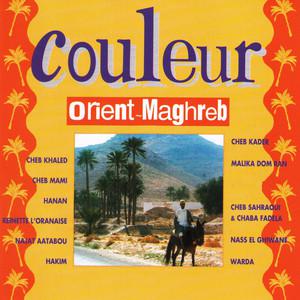 couleur
Orient-Maghreb
CHEB KHALED
CHEB MAMI
HANAN
REINETTE L'ORANAISE
NAJAT AATABOU
HAKIM
CHEB KADER
MALIKA DOM RAN
CHEB SAHRAOUI
& CHABA FADELA
NASS EL GHIWANE
WARDA